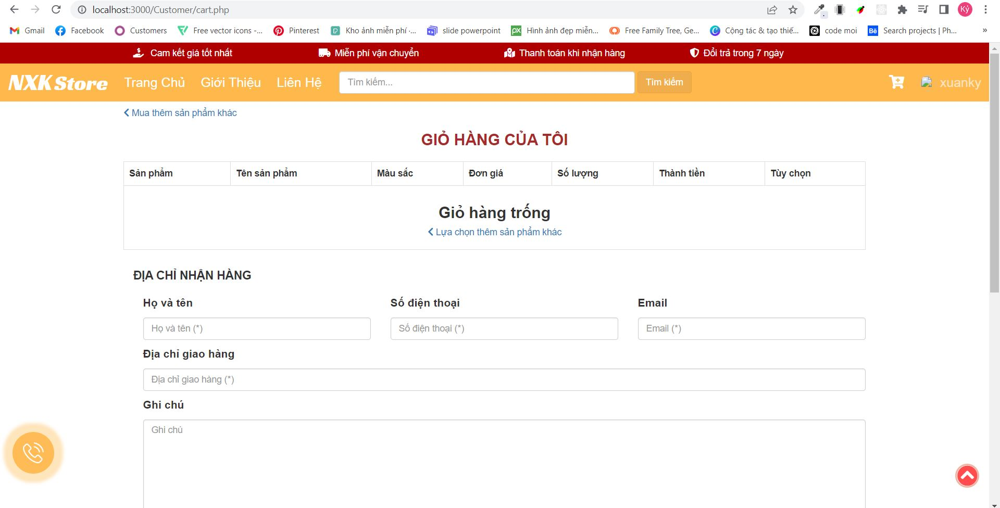 localhost:3000/Customer/cart.php
Kỷ
Gmail Facebook Customers Free vector icons -... Pinterest Kho ảnh miễn phí ·... slide powerpoint Hình ảnh đẹp miễn... Free Family Tree, Ge... Cộng tác & tạo thiế... code moi Bē Search projects | Ph... »
Cam kết giá tốt nhất Miễn phí vận chuyển Thanh toán khi nhận hàng Đổi trả trong 7 ngày
NXK Store Trang Chủ Giới Thiệu Liên Hệ Tìm kiếm... Tìm kiếm xuanky
Mua thêm sản phẩm khác
GIỎ HÀNG CỦA TÔI
Sản phẩm Tên sản phẩm Màu sắc Đơn giá Số lượng Thành tiền Tùy chọn
Giỏ hàng trống
Lựa chọn thêm sản phẩm khác
ĐỊA CHỈ NHẬN HÀNG
Họ và tên Số điện thoại Email
Họ và tên (*) Số điện thoại (*) Email (*)
Địa chỉ giao hàng
Địa chỉ giao hàng (*)
Ghi chú
Ghi chú